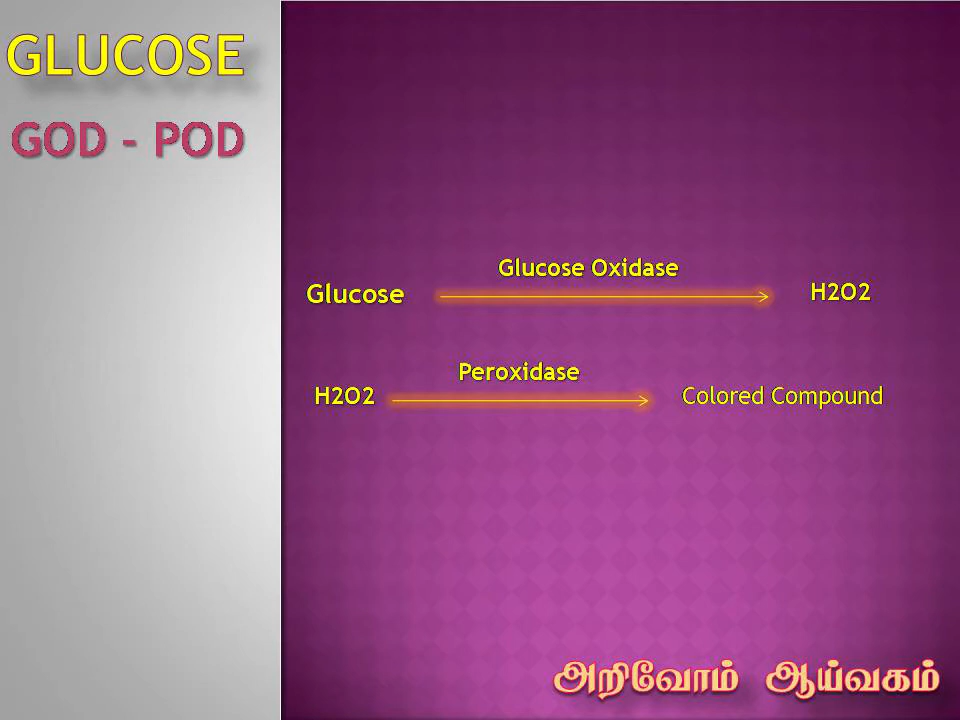 GLUCOSE
GOD - POD
Glucose Oxidase
Glucose H2O2
Peroxidase
H2O2 Colored Compound
அறிவோம் ஆய்வகம்